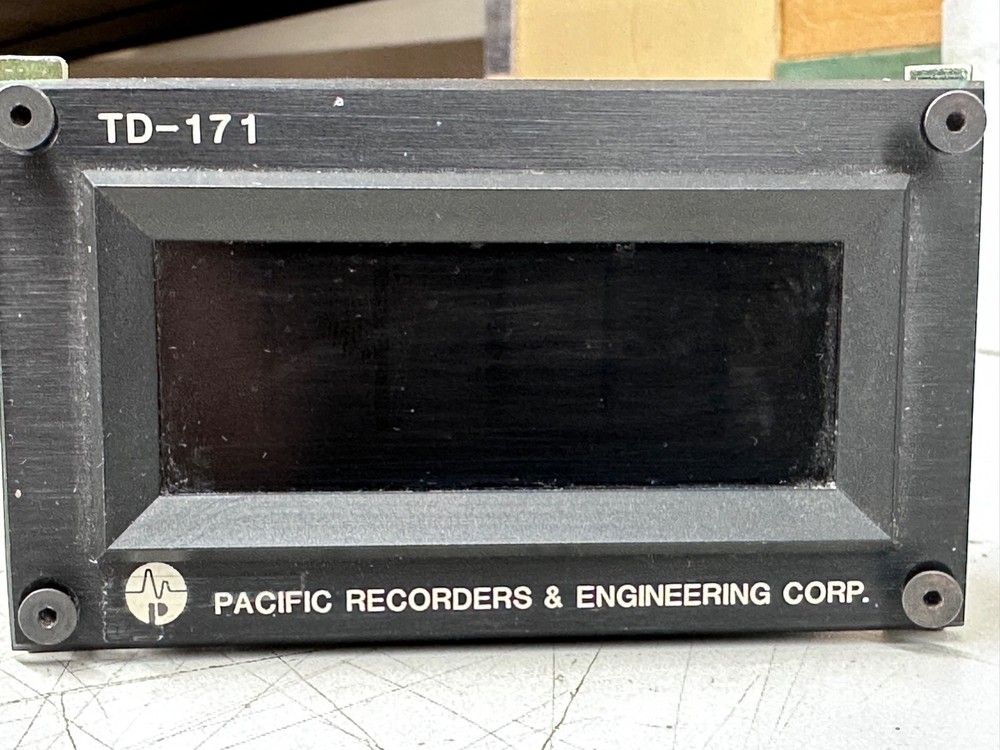 TD-171
PACIFIC RECORDERS & ENGINEERING CORP.